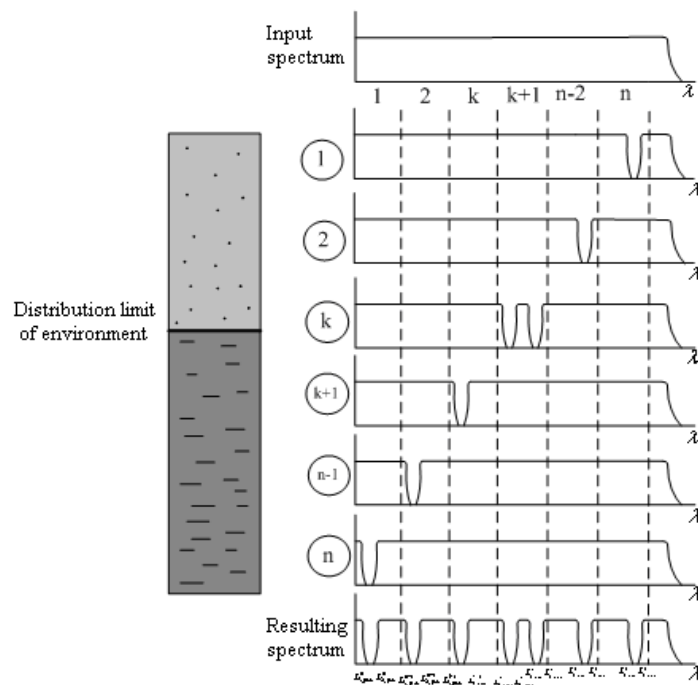 Input
spectrum
λ
1 2 k k+1 n-2 n
1
λ
2
λ
Distribution limit
of environment
k
λ
k+1
λ
n-1
λ
n
λ
Resulting
spectrum
λ